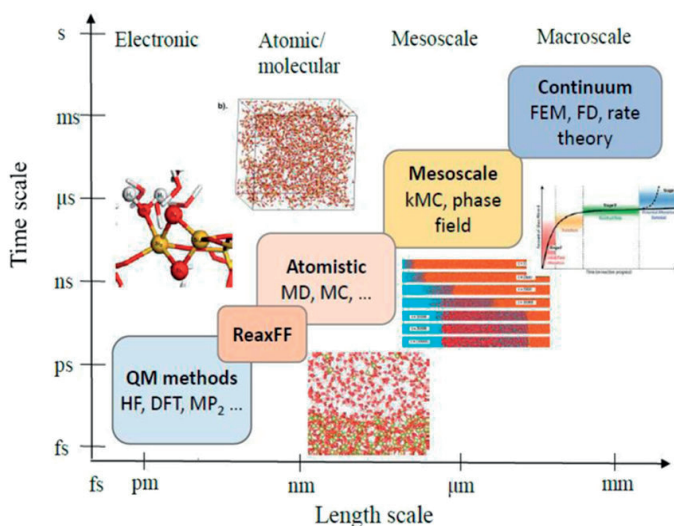 s
Electronic
Atomic/
molecular
Mesoscale
Macroscale
Continuum
FEM, FD, rate
theory
ms
b).
Mesoscale
kMC, phase
field
Time scale
μs
Atomistic
MD, MC, ...
ns
ReaxFF
ps
QM methods
HF, DFT, MP2 ...
fs
fs
pm
nm
μm
mm
Length scale